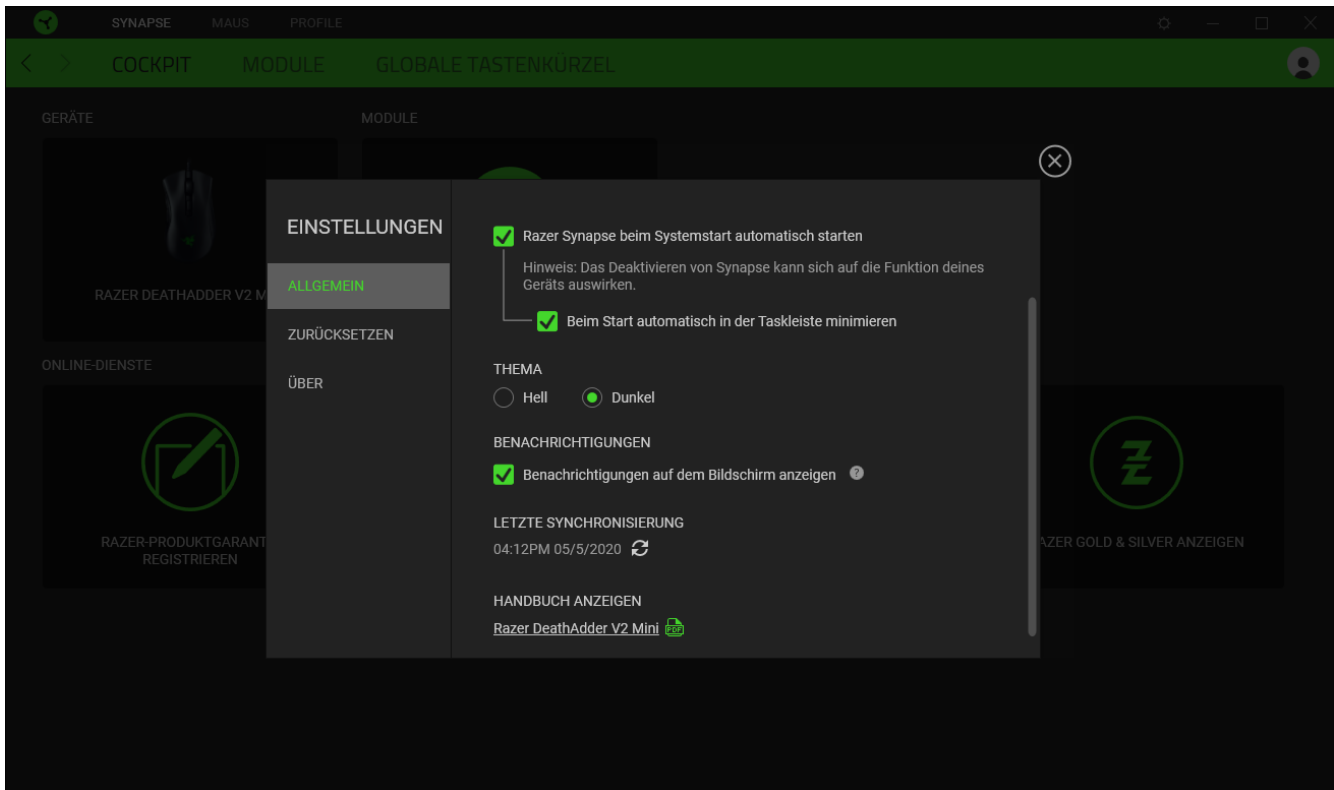 SYNAPSE MAUS PROFILE
COCKPIT MODULE GLOBALE TASTENKÜRZEL
GERÄTE MODULE
RAZER DEATHADDER V2 M
ONLINE-DIENSTE
RAZER-PRODUKTGARANT
REGISTRIEREN
AZER GOLD & SILVER ANZEIGEN
EINSTELLUNGEN
ALLGEMEIN
ZURÜCKSETZEN
ÜBER
Razer Synapse beim Systemstart automatisch starten
Hinweis: Das Deaktivieren von Synapse kann sich auf die Funktion deines
Geräts auswirken.
Beim Start automatisch in der Taskleiste minimieren
THEMA
Hell Dunkel
BENACHRICHTIGUNGEN
Benachrichtigungen auf dem Bildschirm anzeigen ?
LETZTE SYNCHRONISIERUNG
04:12PM 05/5/2020
HANDBUCH ANZEIGEN
Razer DeathAdder V2 Mini PDF